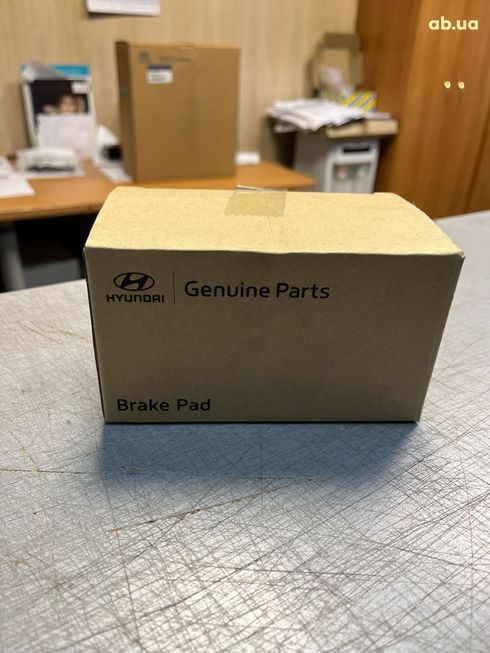 ab.ua
HYUNDAI
Genuine Parts
Brake Pad